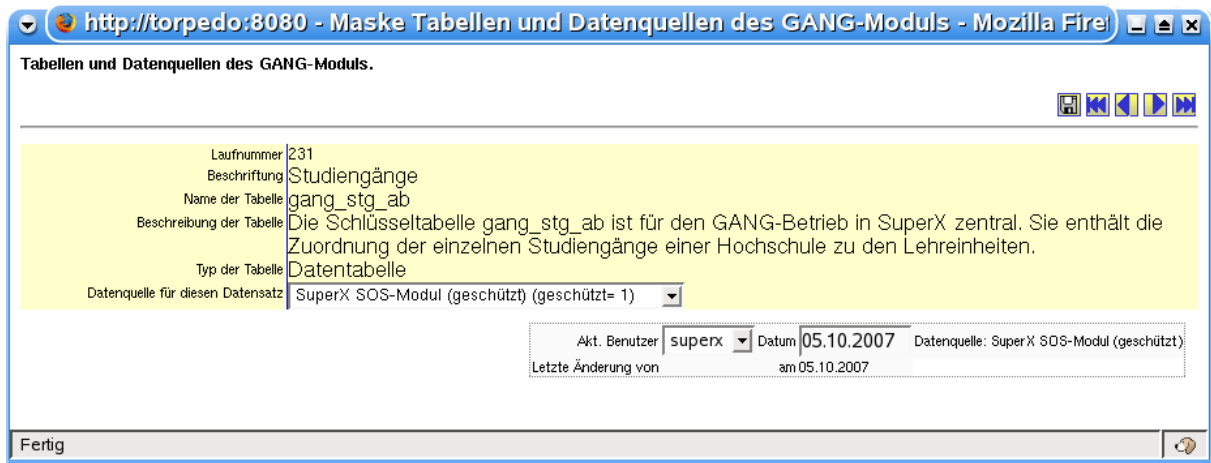 http://torpedo:8080 - Maske Tabellen und Datenquellen des GANG-Moduls - Mozilla Firef
Tabellen und Datenquellen des GANG-Moduls.
Laufnummer 231
Beschriftung Studiengänge
Name der Tabelle gang_stg_ab
Beschreibung der Tabelle Die Schlüsseltabelle gang_stg_ab ist für den GANG-Betrieb in SuperX zentral. Sie enthält die
Zuordnung der einzelnen Studiengänge einer Hochschule zu den Lehreinheiten.
Typ der Tabelle Datentabelle
Datenquelle für diesen Datensatz SuperX SOS-Modul (geschützt) (geschützt= 1)
Akt. Benutzer superx Datum 05.10.2007 Datenquelle: SuperX SOS-Modul (geschützt)
Letzte Änderung von am 05.10.2007
Fertig